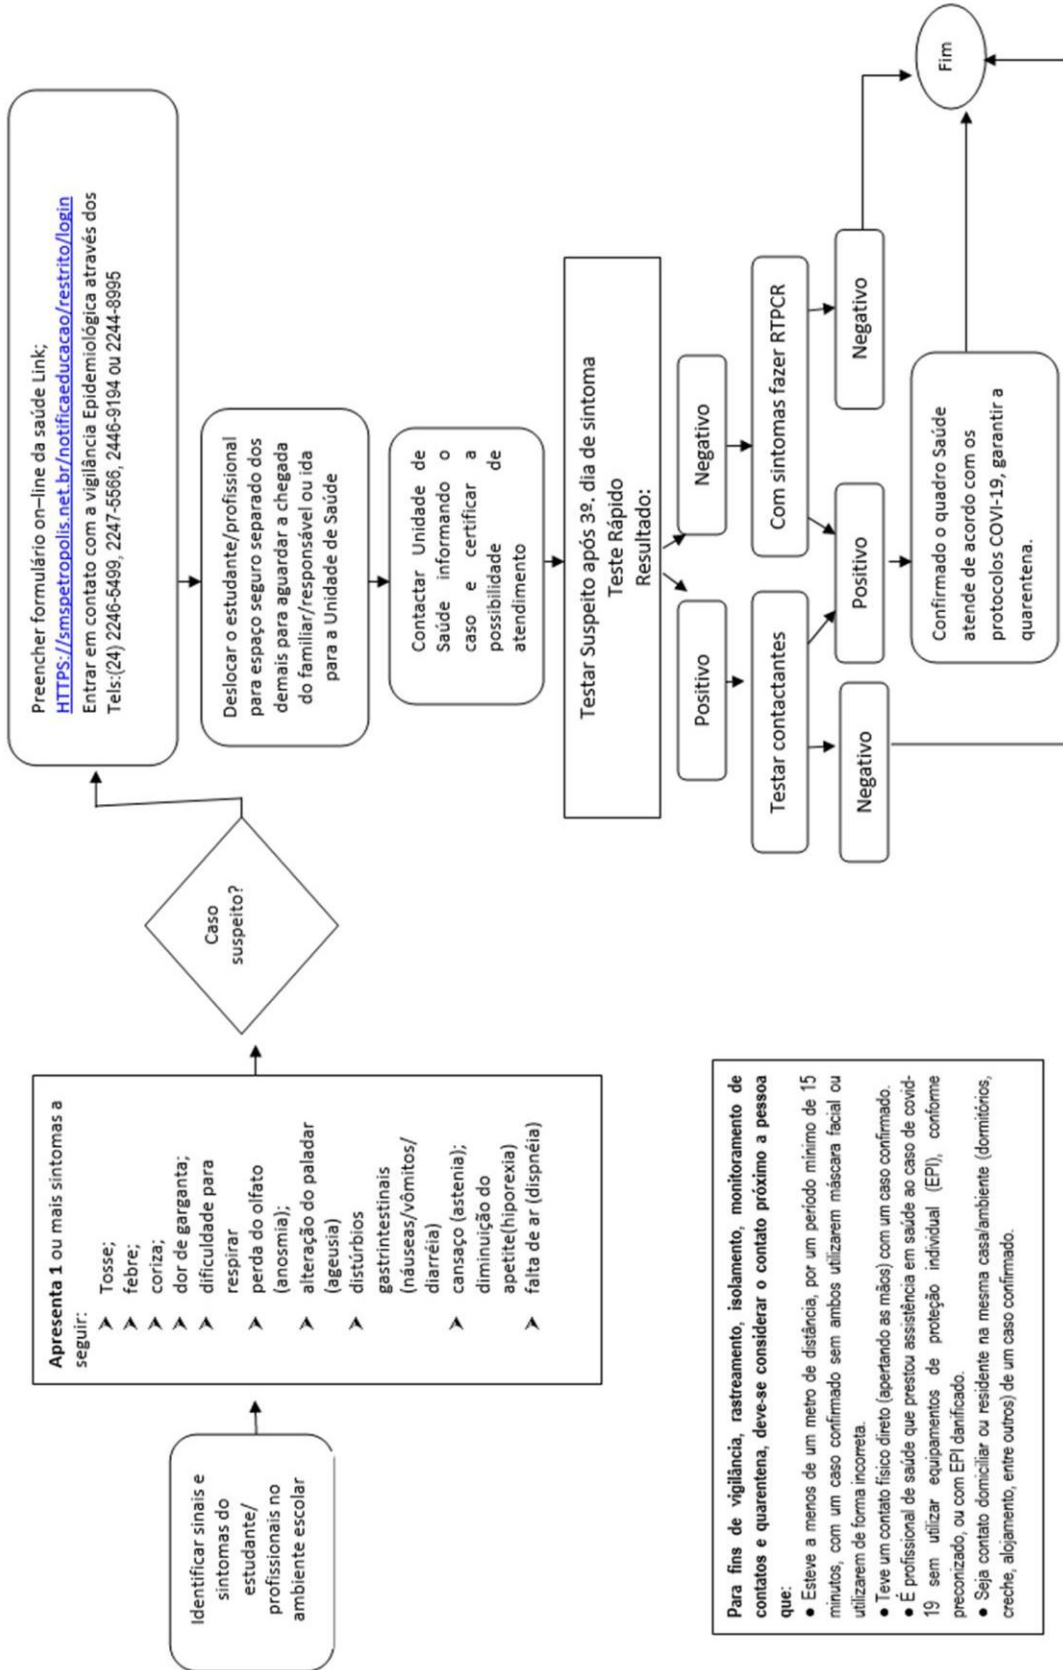 Identificar sinais e
sintomas do
estudante/
profissionais no
ambiente escolar
Apresenta 1 ou mais sintomas a
seguir:
➤ Tosse;
➤ febre;
➤ coriza;
➤ dor de garganta;
➤ dificuldade para
respirar
➤ perda do olfato
(anosmia);
➤ alteração do paladar
(ageusia)
➤ distúrbios
gastrintestinais
(náuseas/vômitos/
diarréia)
➤ cansaço (astenia);
diminuição do
apetite(hiporexia)
➤ falta de ar (dispnéia)
Caso
suspeito?
Preencher formulário on–line da saúde Link;
HTTPS://smspetropolis.net.br/notificaeducacao/restrito/login
Entrar em contato com a vigilância Epidemiológica através dos
Tels:(24) 2246-5499, 2247-5566, 2446-9194 ou 2244-8995
Deslocar o estudante/profissional
para espaço seguro separado dos
demais para aguardar a chegada
do familiar/responsável ou ida
para a Unidade de Saúde
Contactar Unidade de
Saúde informando o
caso e certificar a
possibilidade de
atendimento
Testar Suspeito após 3º. dia de sintoma
Teste Rápido
Resultado:
Positivo
Negativo
Testar contactantes
Com sintomas fazer RTPCR
Negativo
Positivo
Negativo
Confirmado o quadro Saúde
atende de acordo com os
protocolos COVI-19, garantir a
quarentena.
Fim
Para fins de vigilância, rastreamento, isolamento, monitoramento de
contatos e quarentena, deve-se considerar o contato próximo a pessoa
que:
● Esteve a menos de um metro de distância, por um período mínimo de 15
minutos, com um caso confirmado sem ambos utilizarem máscara facial ou
utilizarem de forma incorreta.
● Teve um contato físico direto (apertando as mãos) com um caso confirmado.
● É profissional de saúde que prestou assistência em saúde ao caso de covid-
19 sem utilizar equipamentos de proteção individual (EPI), conforme
preconizado, ou com EPI danificado.
● Seja contato domiciliar ou residente na mesma casa/ambiente (dormitórios,
creche, alojamento, entre outros) de um caso confirmado.